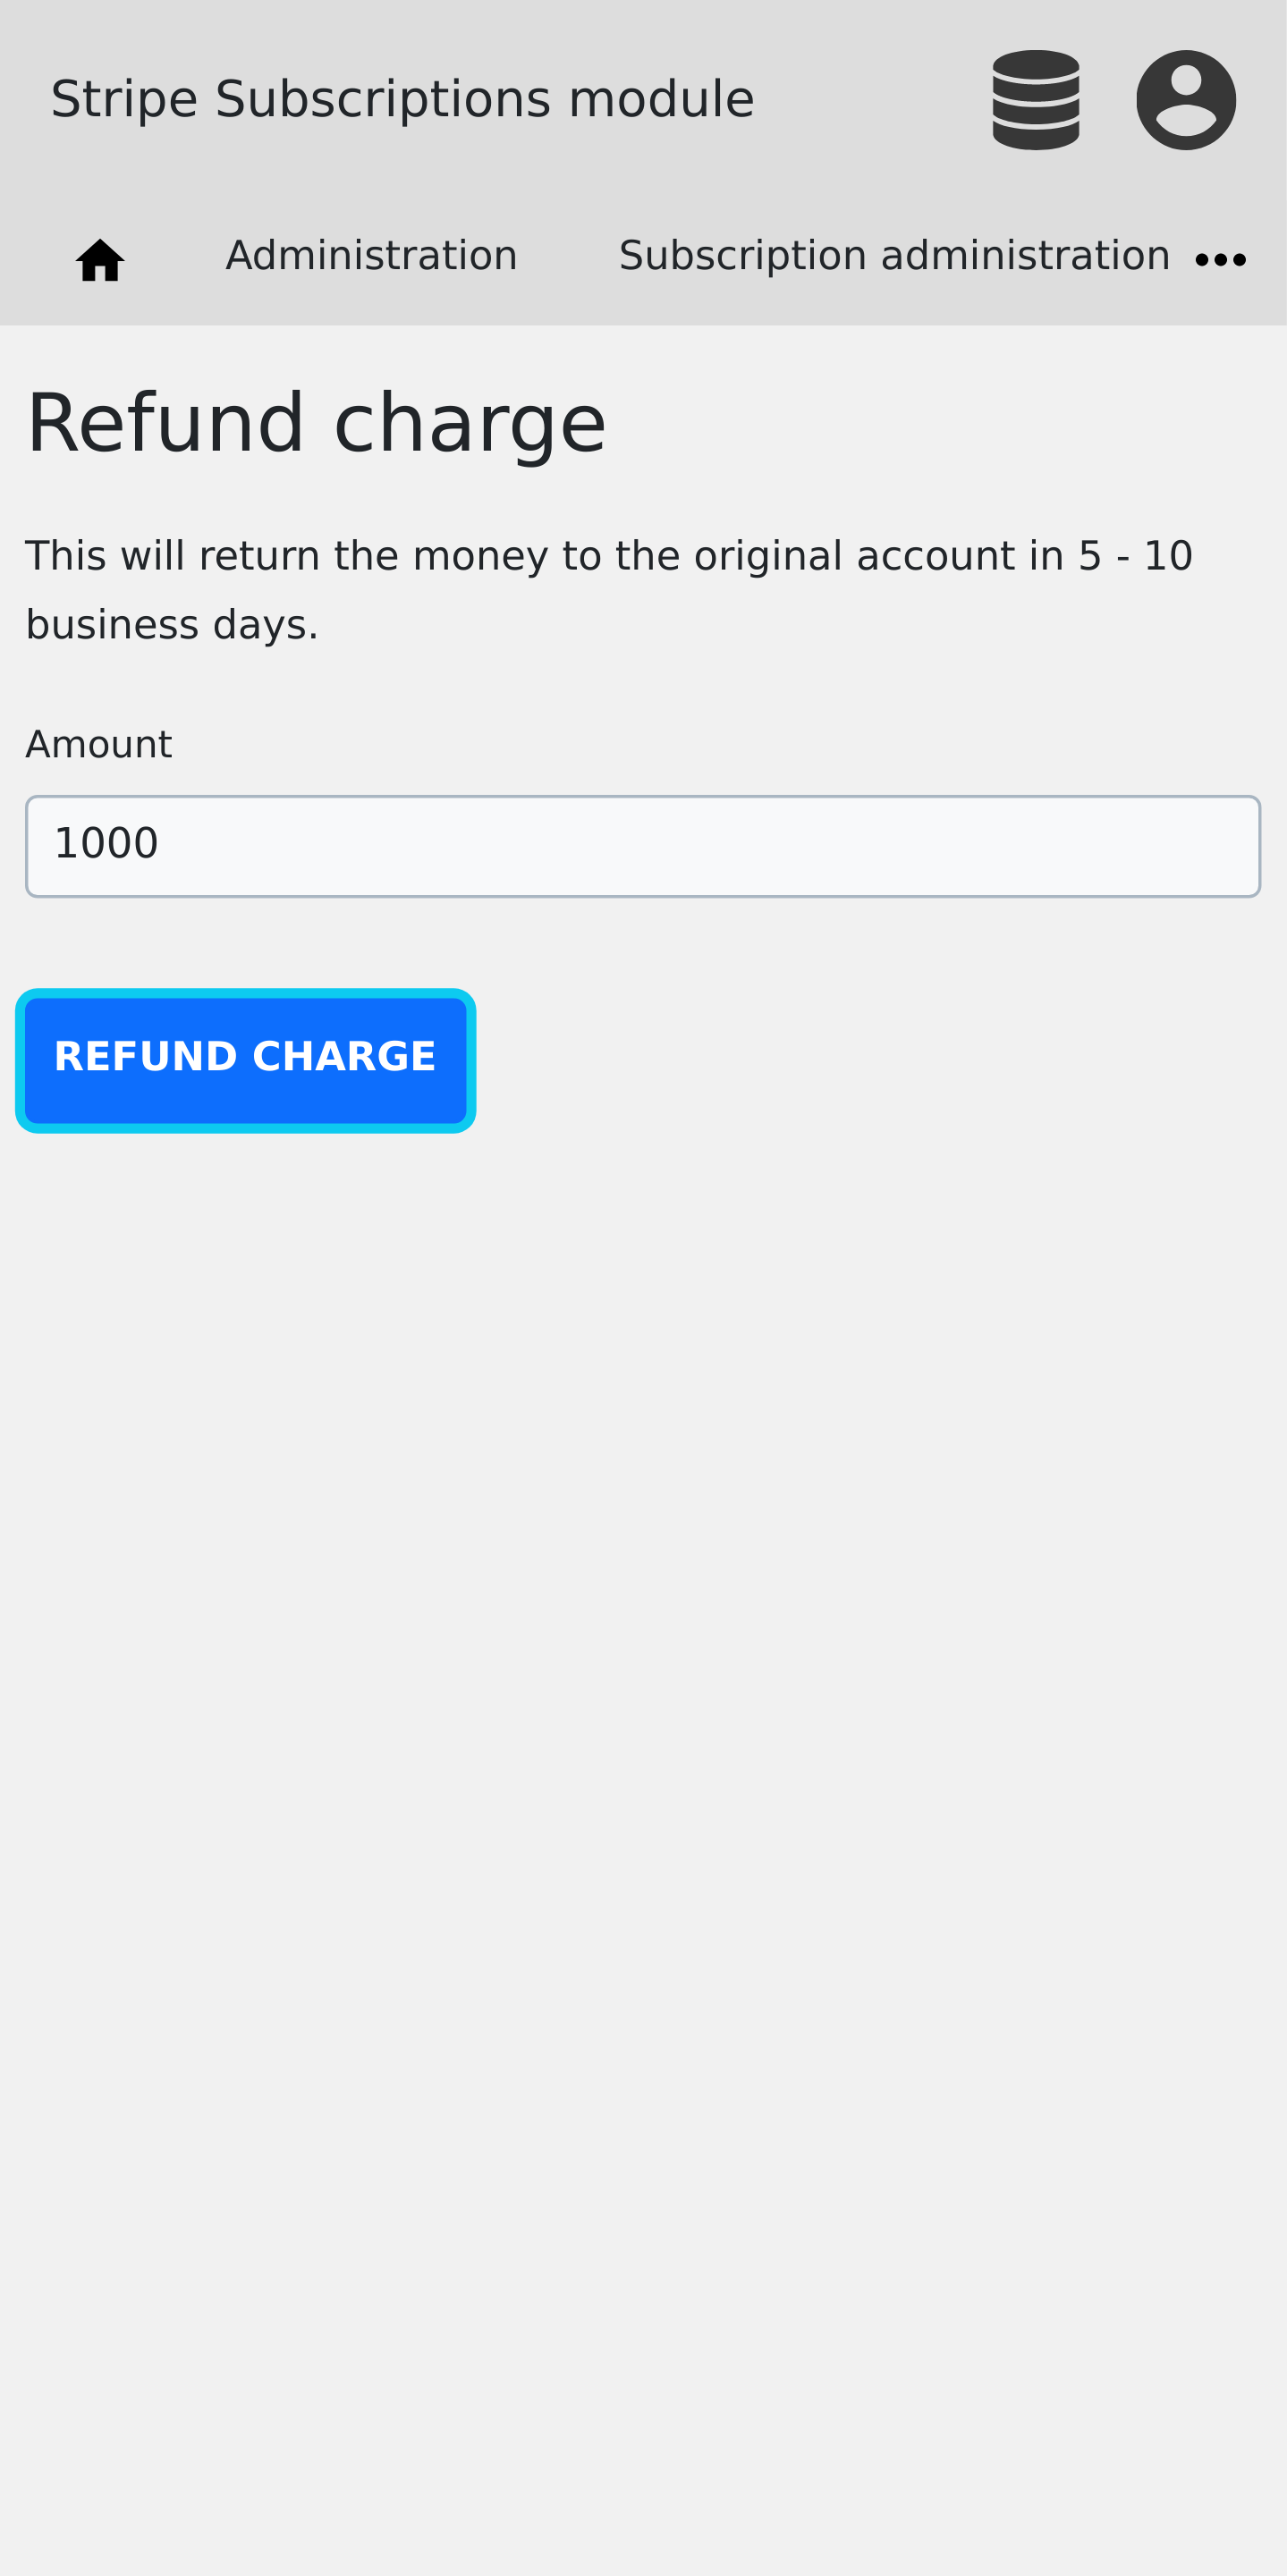 Stripe Subscriptions module
Administration Subscription administration
Refund charge
This will return the money to the original account in 5 - 10
business days.
Amount
1000
REFUND CHARGE